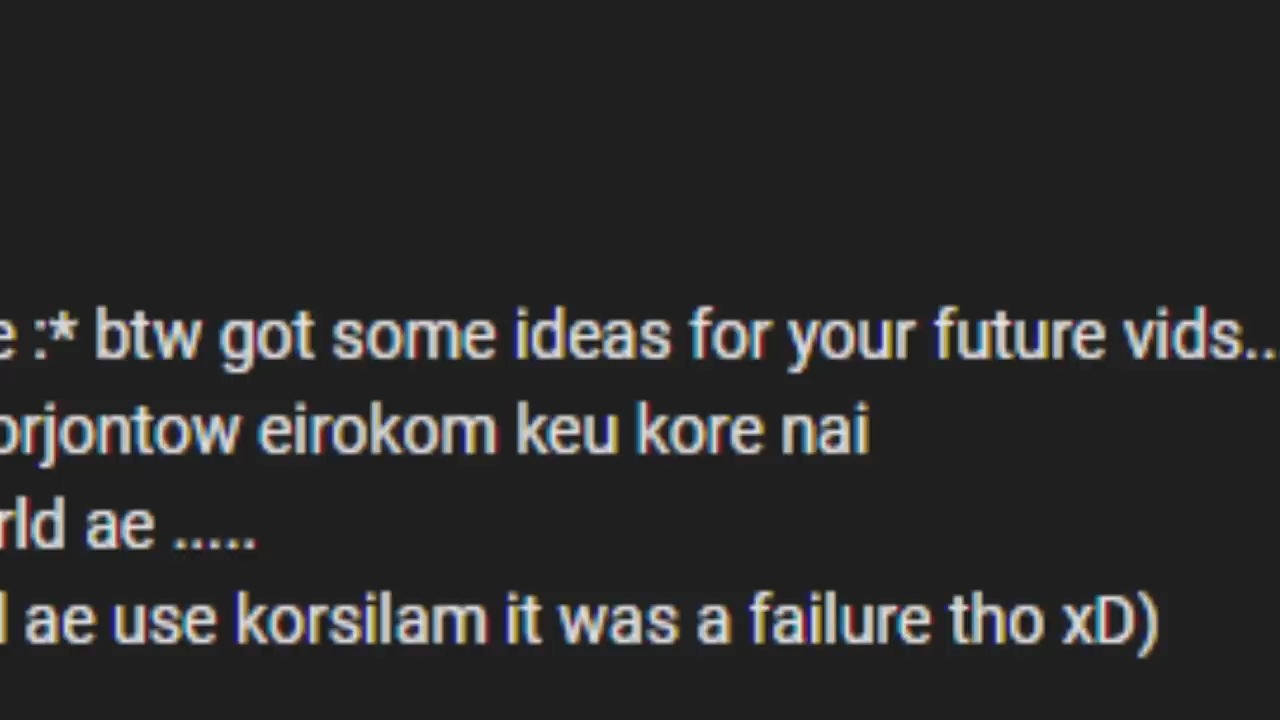 e :* btw got some ideas for your future vids..
orjontow eirokom keu kore nai
rld ae .....
ae use korsilam it was a failure tho xD)